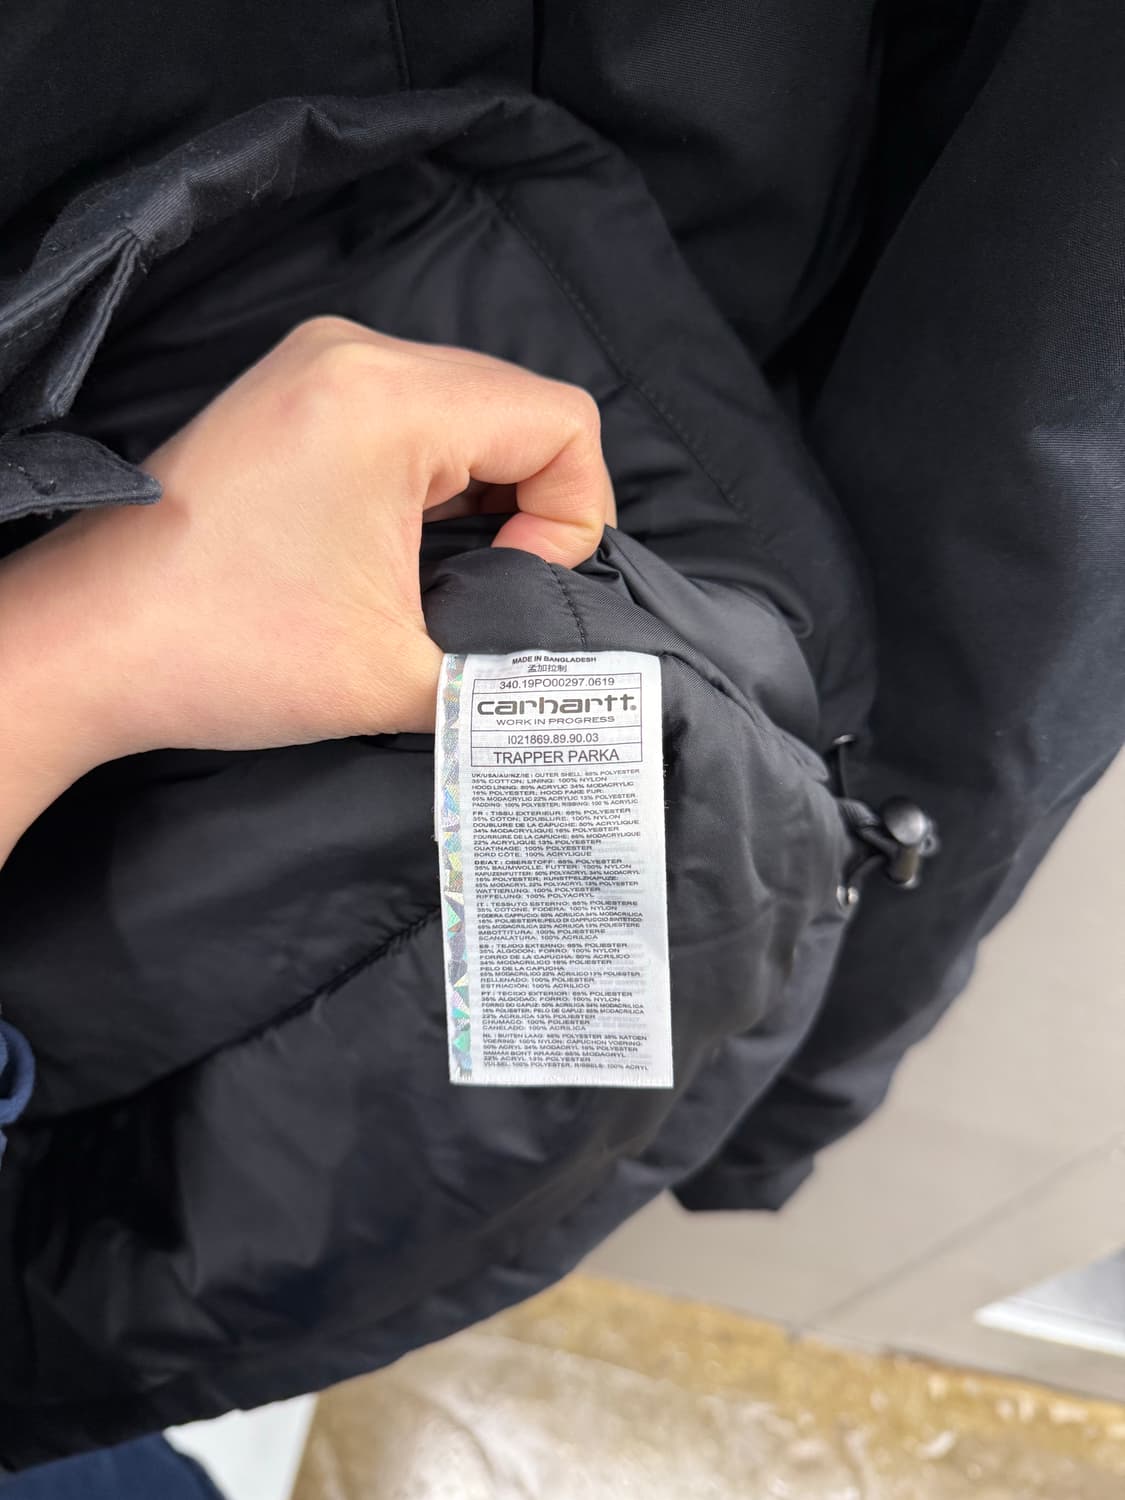 MADE IN BANGLADESH
孟加拉制
340.19PO00297.0619
carhartt.
WORK IN PROGRESS
I021869.89.90.03
TRAPPER PARKA
UK/USA/AU/NZ/IE : OUTER SHELL: 65% POLYESTER
35% COTTON; LINING: 100% NYLON
HOOD LINING: 50% ACRYLIC 34% MODACRYLIC
16% POLYESTER; HOOD FAKE FUR:
65% MODACRYLIC 22% ACRYLIC 13% POLYESTER
PADDING: 100% POLYESTER; RIBBING: 100 % ACRYLIC
FR : TISSU EXTERIEUR: 65% POLYESTER
35% COTON; DOUBLURE: 100% NYLON
DOUBLURE DE LA CAPUCHE: 50% ACRYLIQUE
34% MODACRYLIQUE 16% POLYESTER
FOURRURE DE LA CAPUCHE: 65% MODACRYLIQUE
22% ACRYLIQUE 13% POLYESTER
OUATINAGE: 100% POLYESTER
BORD CÔTE: 100% ACRYLIQUE
DE/AT : OBERSTOFF: 65% POLYESTER
35% BAUMWOLLE; FUTTER: 100% NYLON
KAPUZENFUTTER: 50% POLYACRYL 34% MODACRYL
16% POLYESTER; KUNSTPELZKAPUZE:
65% MODACRYL 22% POLYACRYL 13% POLYESTER
WATTIERUNG: 100% POLYESTER
RIFFELUNG: 100% POLYACRYL
IT : TESSUTO ESTERNO: 65% POLIESTERE
35% COTONE, FODERA: 100% NYLON
FODERA CAPPUCIO: 50% ACRILICA 34% MODACRILICA
16% POLIESTERE;PELO DI CAPPUCCIO SINTETICO:
65% MODACRILICA 22% ACRILICA 13% POLIESTERE
IMBOTTITURA: 100% POLIESTERE
SCANALATURA: 100% ACRILICA
ES : TEJIDO EXTERNO: 65% POLIESTER
35% ALGODON; FORRO: 100% NYLON
FORRO DE LA CAPUCHA: 50% ACRILICO
34% MODACRILICO 16% POLIESTER
PELO DE LA CAPUCHA
65% MODACRILICO 22% ACRILICO 13% POLIESTER
RELLENADO: 100% POLIESTER
ESTRIACIÓN: 100% ACRILICO
PT : TECIDO EXTERIOR: 65% POLIESTER
35% ALGODAO; FORRO: 100% NYLON
FORRO DO CAPUZ: 50% ACRILICA 34% MODACRILICA
16% POLIESTER; PELO DE CAPUZ: 65% MODACRILICA
22% ACRILICA 13% POLIESTER
CHUMACO: 100% POLIESTER
CANELADO: 100% ACRILICA
NL : BUITEN LAAG: 65% POLYESTER 35% KATOEN
VOERING: 100% NYLON; CAPUCHON VOERING:
50% ACRYL 34% MODACRYL 16% POLYESTER
NAMAAK BONT KRAAG: 65% MODACRYL
22% ACRYL 13% POLYESTER
VULSEL: 100% POLYESTER, RIBBELS: 100% ACRYL